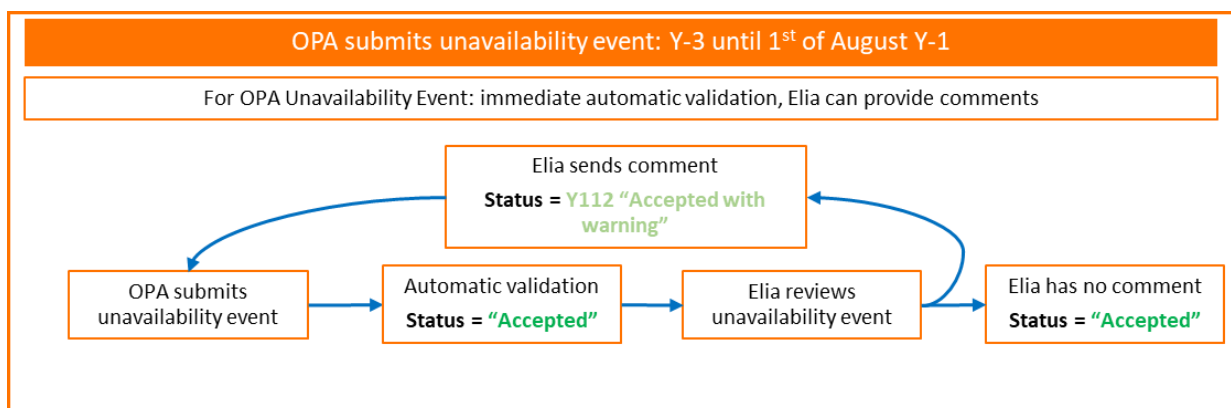 OPA submits unavailability event: Y-3 until 1st of August Y-1
For OPA Unavailability Event: immediate automatic validation, Elia can provide comments
Elia sends comment
Status = Y112 “Accepted with
warning”
OPA submits
unavailability event
Automatic validation
Status = “Accepted”
Elia reviews
unavailability event
Elia has no comment
Status = “Accepted”